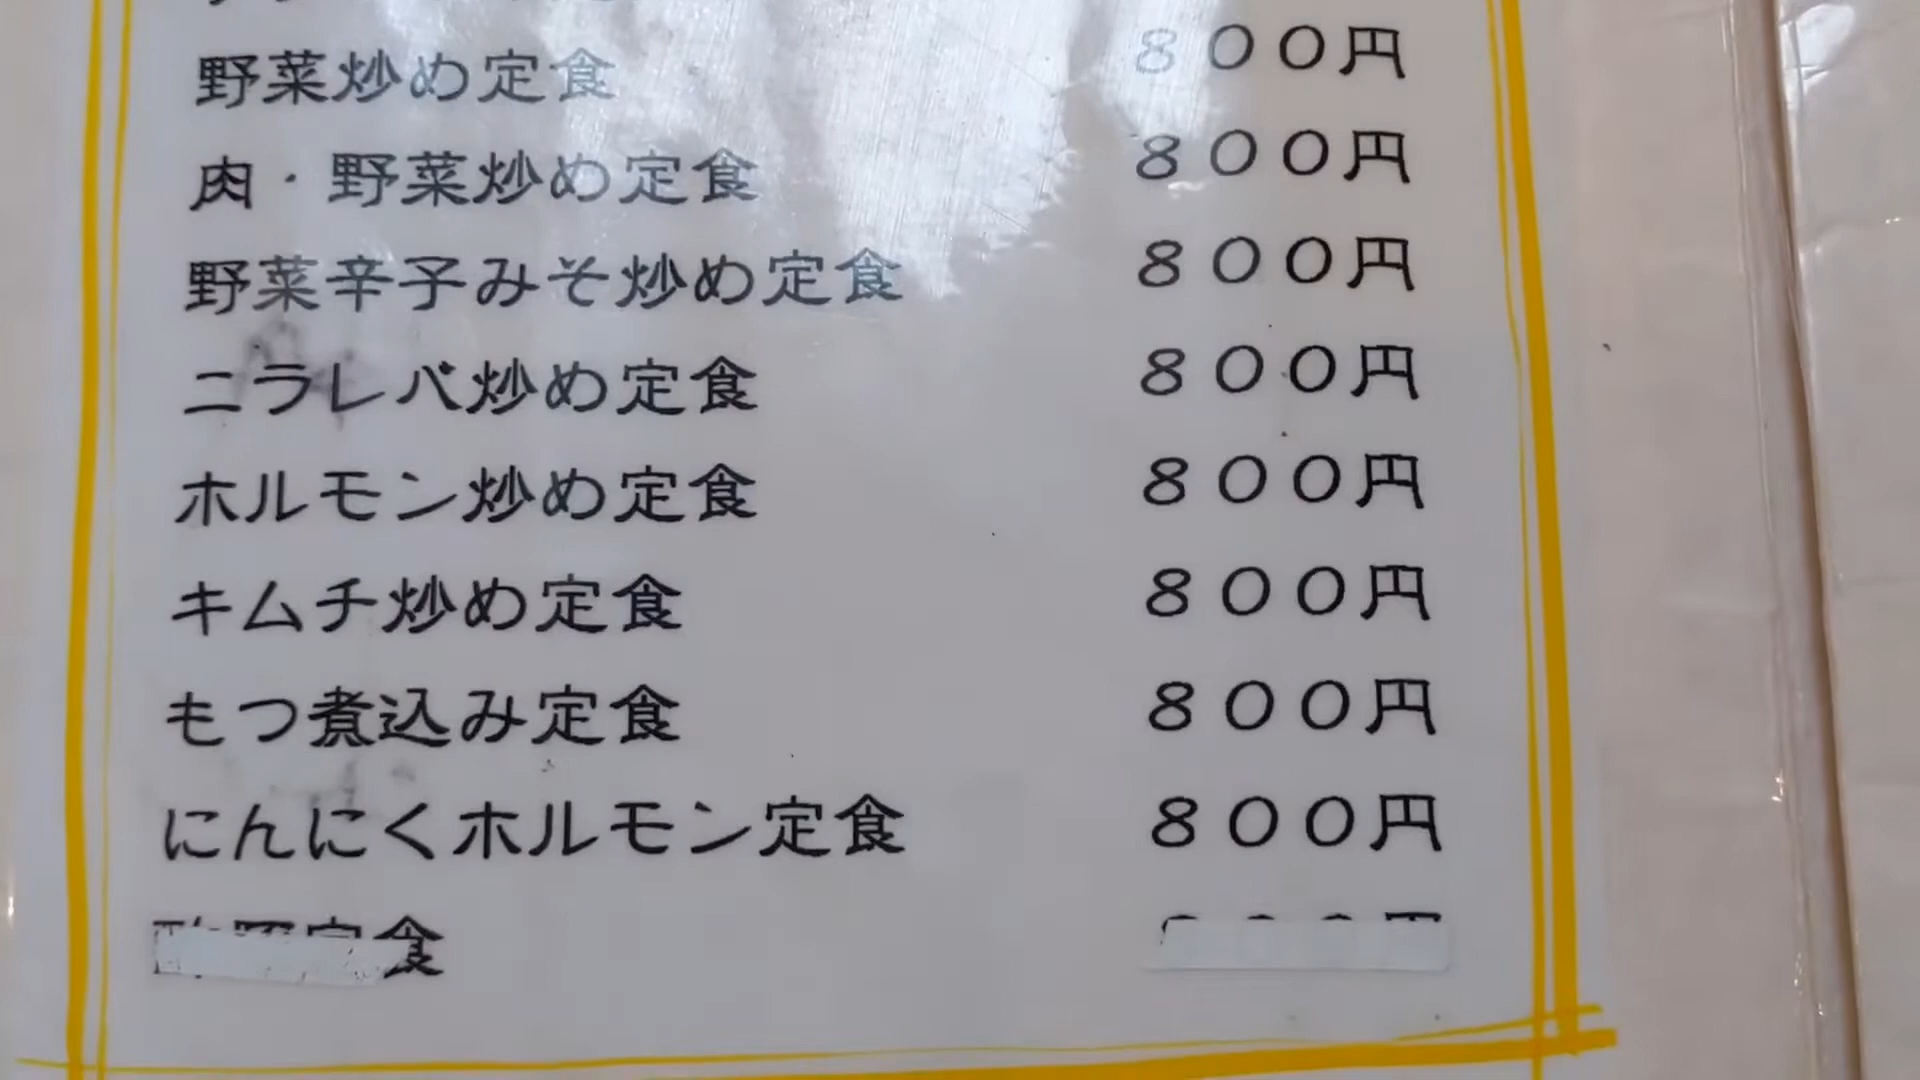 野菜炒め定食 800円
肉・野菜炒め定食 800円
野菜辛子みそ炒め定食 800円
ニラレバ炒め定食 800円
ホルモン炒め定食 800円
キムチ炒め定食 800円
もつ煮込み定食 800円
にんにくホルモン定食 800円
定食